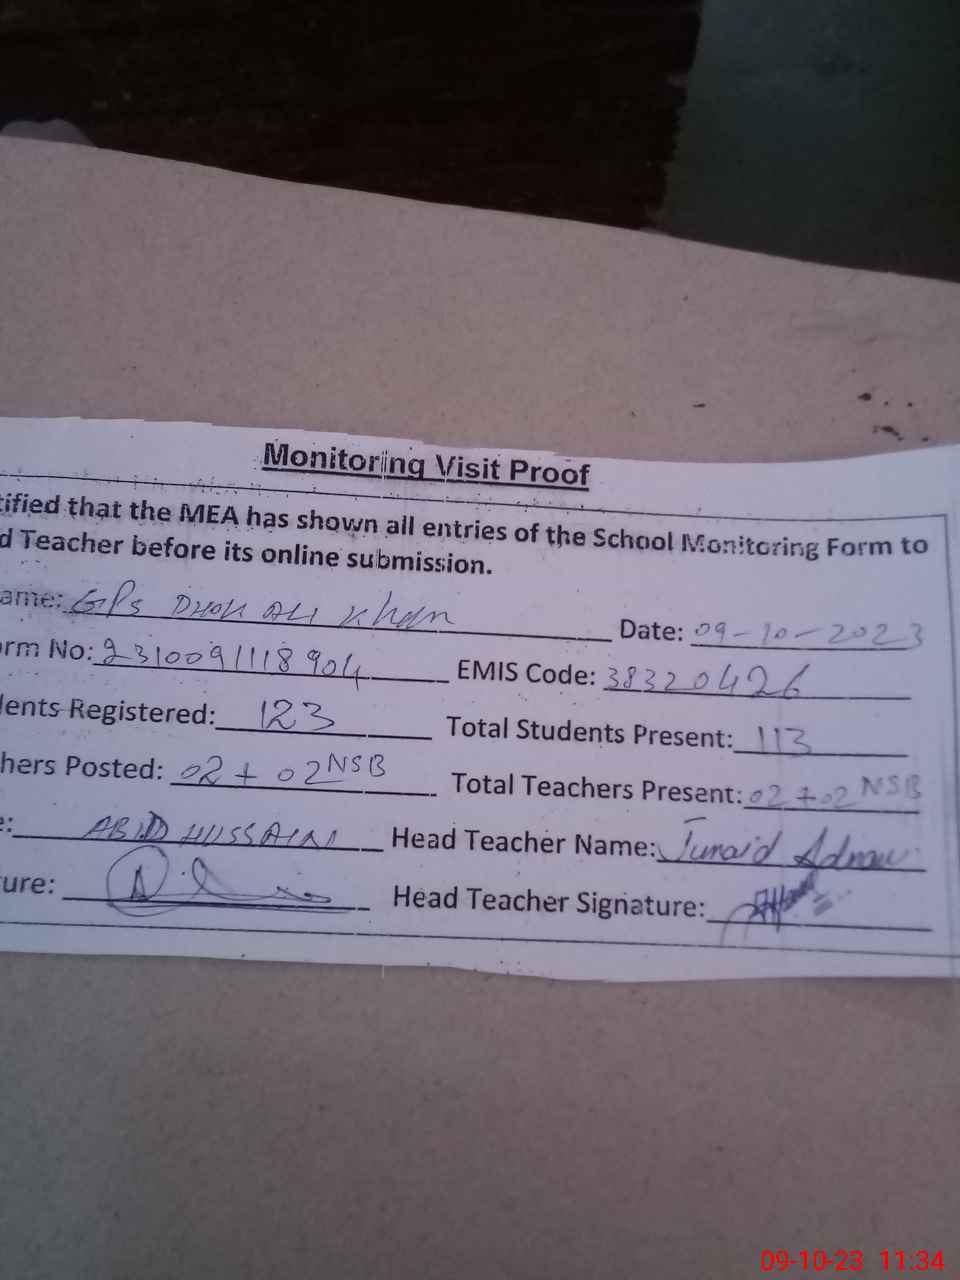 Monitoring Visit Proof
tified that the MEA has shown all entries of the School Monitoring Form to
d Teacher before its online submission.
ame: GPS DHOK ALI Khan Date: 09-10-2023
rm No: 2310091118904 EMIS Code: 38320426
ents Registered: 123 Total Students Present: 113
hers Posted: 02 + 02 NSB Total Teachers Present: 02 + 02 NSB
e: ABID HUSSAIN Head Teacher Name: Junaid Adnan
ure: Head Teacher Signature:
09-10-23 11:34